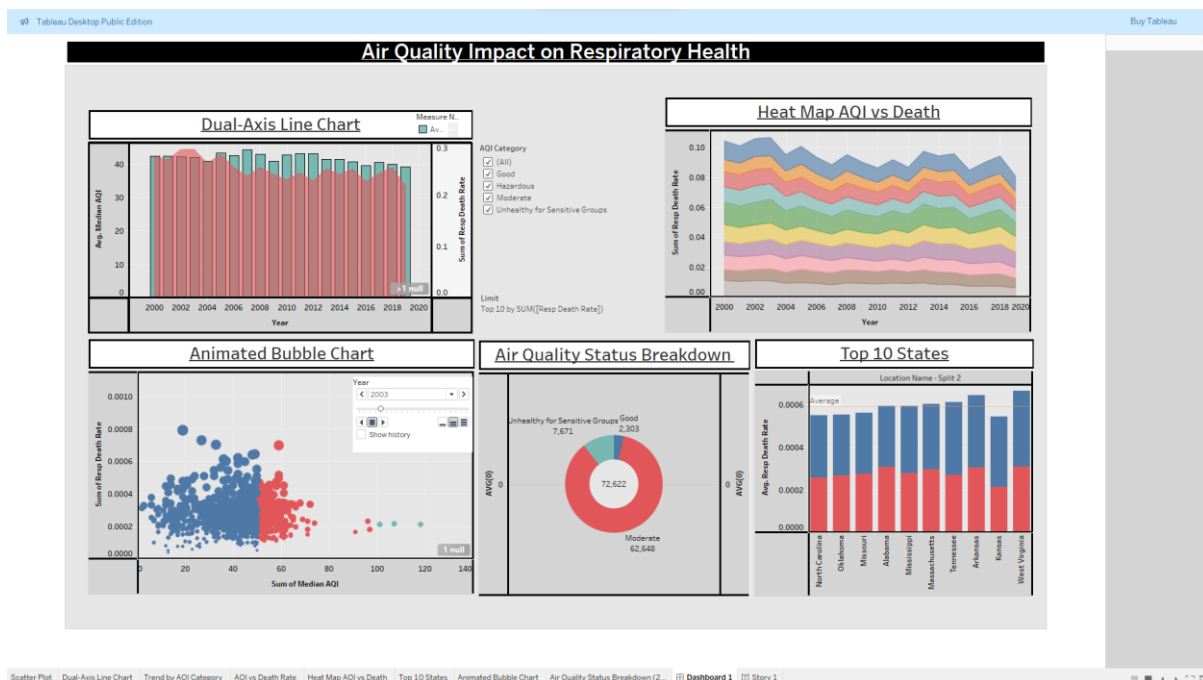 Tableau Desktop Public Edition
Buy Tableau
Air Quality Impact on Respiratory Health
Dual-Axis Line Chart
Measure N..
Av..
40
30
20
10
0
Avg. Median AQI
0.3
0.2
0.1
0.0
Sum of Resp Death Rate
>1 null
2000 2002 2004 2006 2008 2010 2012 2014 2016 2018 2020
Year
AQI Category
(All)
Good
Hazardous
Moderate
Unhealthy for Sensitive Groups
Limit
Top 10 by SUM([Resp Death Rate])
Heat Map AQI vs Death
0.10
0.08
0.06
0.04
0.02
0.00
Sum of Resp Death Rate
2000 2002 2004 2006 2008 2010 2012 2014 2016 2018 2020
Year
Animated Bubble Chart
Year
2003
Show history
0.0010
0.0008
0.0006
0.0004
0.0002
0.0000
Sum of Resp Death Rate
1 null
0 20 40 60 80 100 120 140
Sum of Median AQI
Air Quality Status Breakdown
Unhealthy for Sensitive Groups
7,671
Good
2,303
72,622
Moderate
62,648
AVG(0)
0
0
AVG(0)
Top 10 States
Location Name - Split 2
Average
0.0006
0.0004
0.0002
0.0000
Avg. Resp Death Rate
North Carolina
Oklahoma
Missouri
Alabama
Mississippi
Massachusetts
Tennessee
Arkansas
Kansas
West Virginia
Scatter Plot
Dual-Axis Line Chart
Trend by AQI Category
AQI vs Death Rate
Heat Map AQI vs Death
Top 10 States
Animated Bubble Chart
Air Quality Status Breakdown (2...
Dashboard 1
Story 1